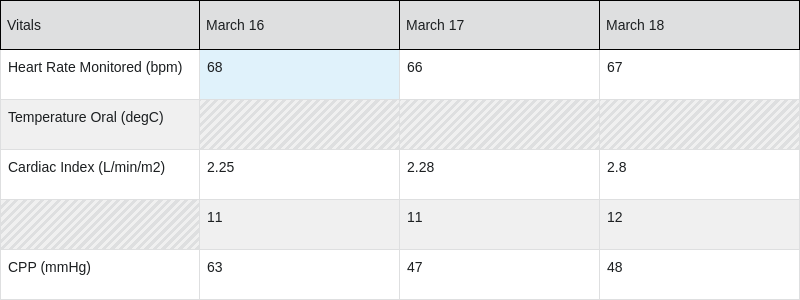 Vitals March 16 March 17 March 18
Heart Rate Monitored (bpm) 68 66 67
Temperature Oral (degC)
Cardiac Index (L/min/m2) 2.25 2.28 2.8
11 11 12
CPP (mmHg) 63 47 48